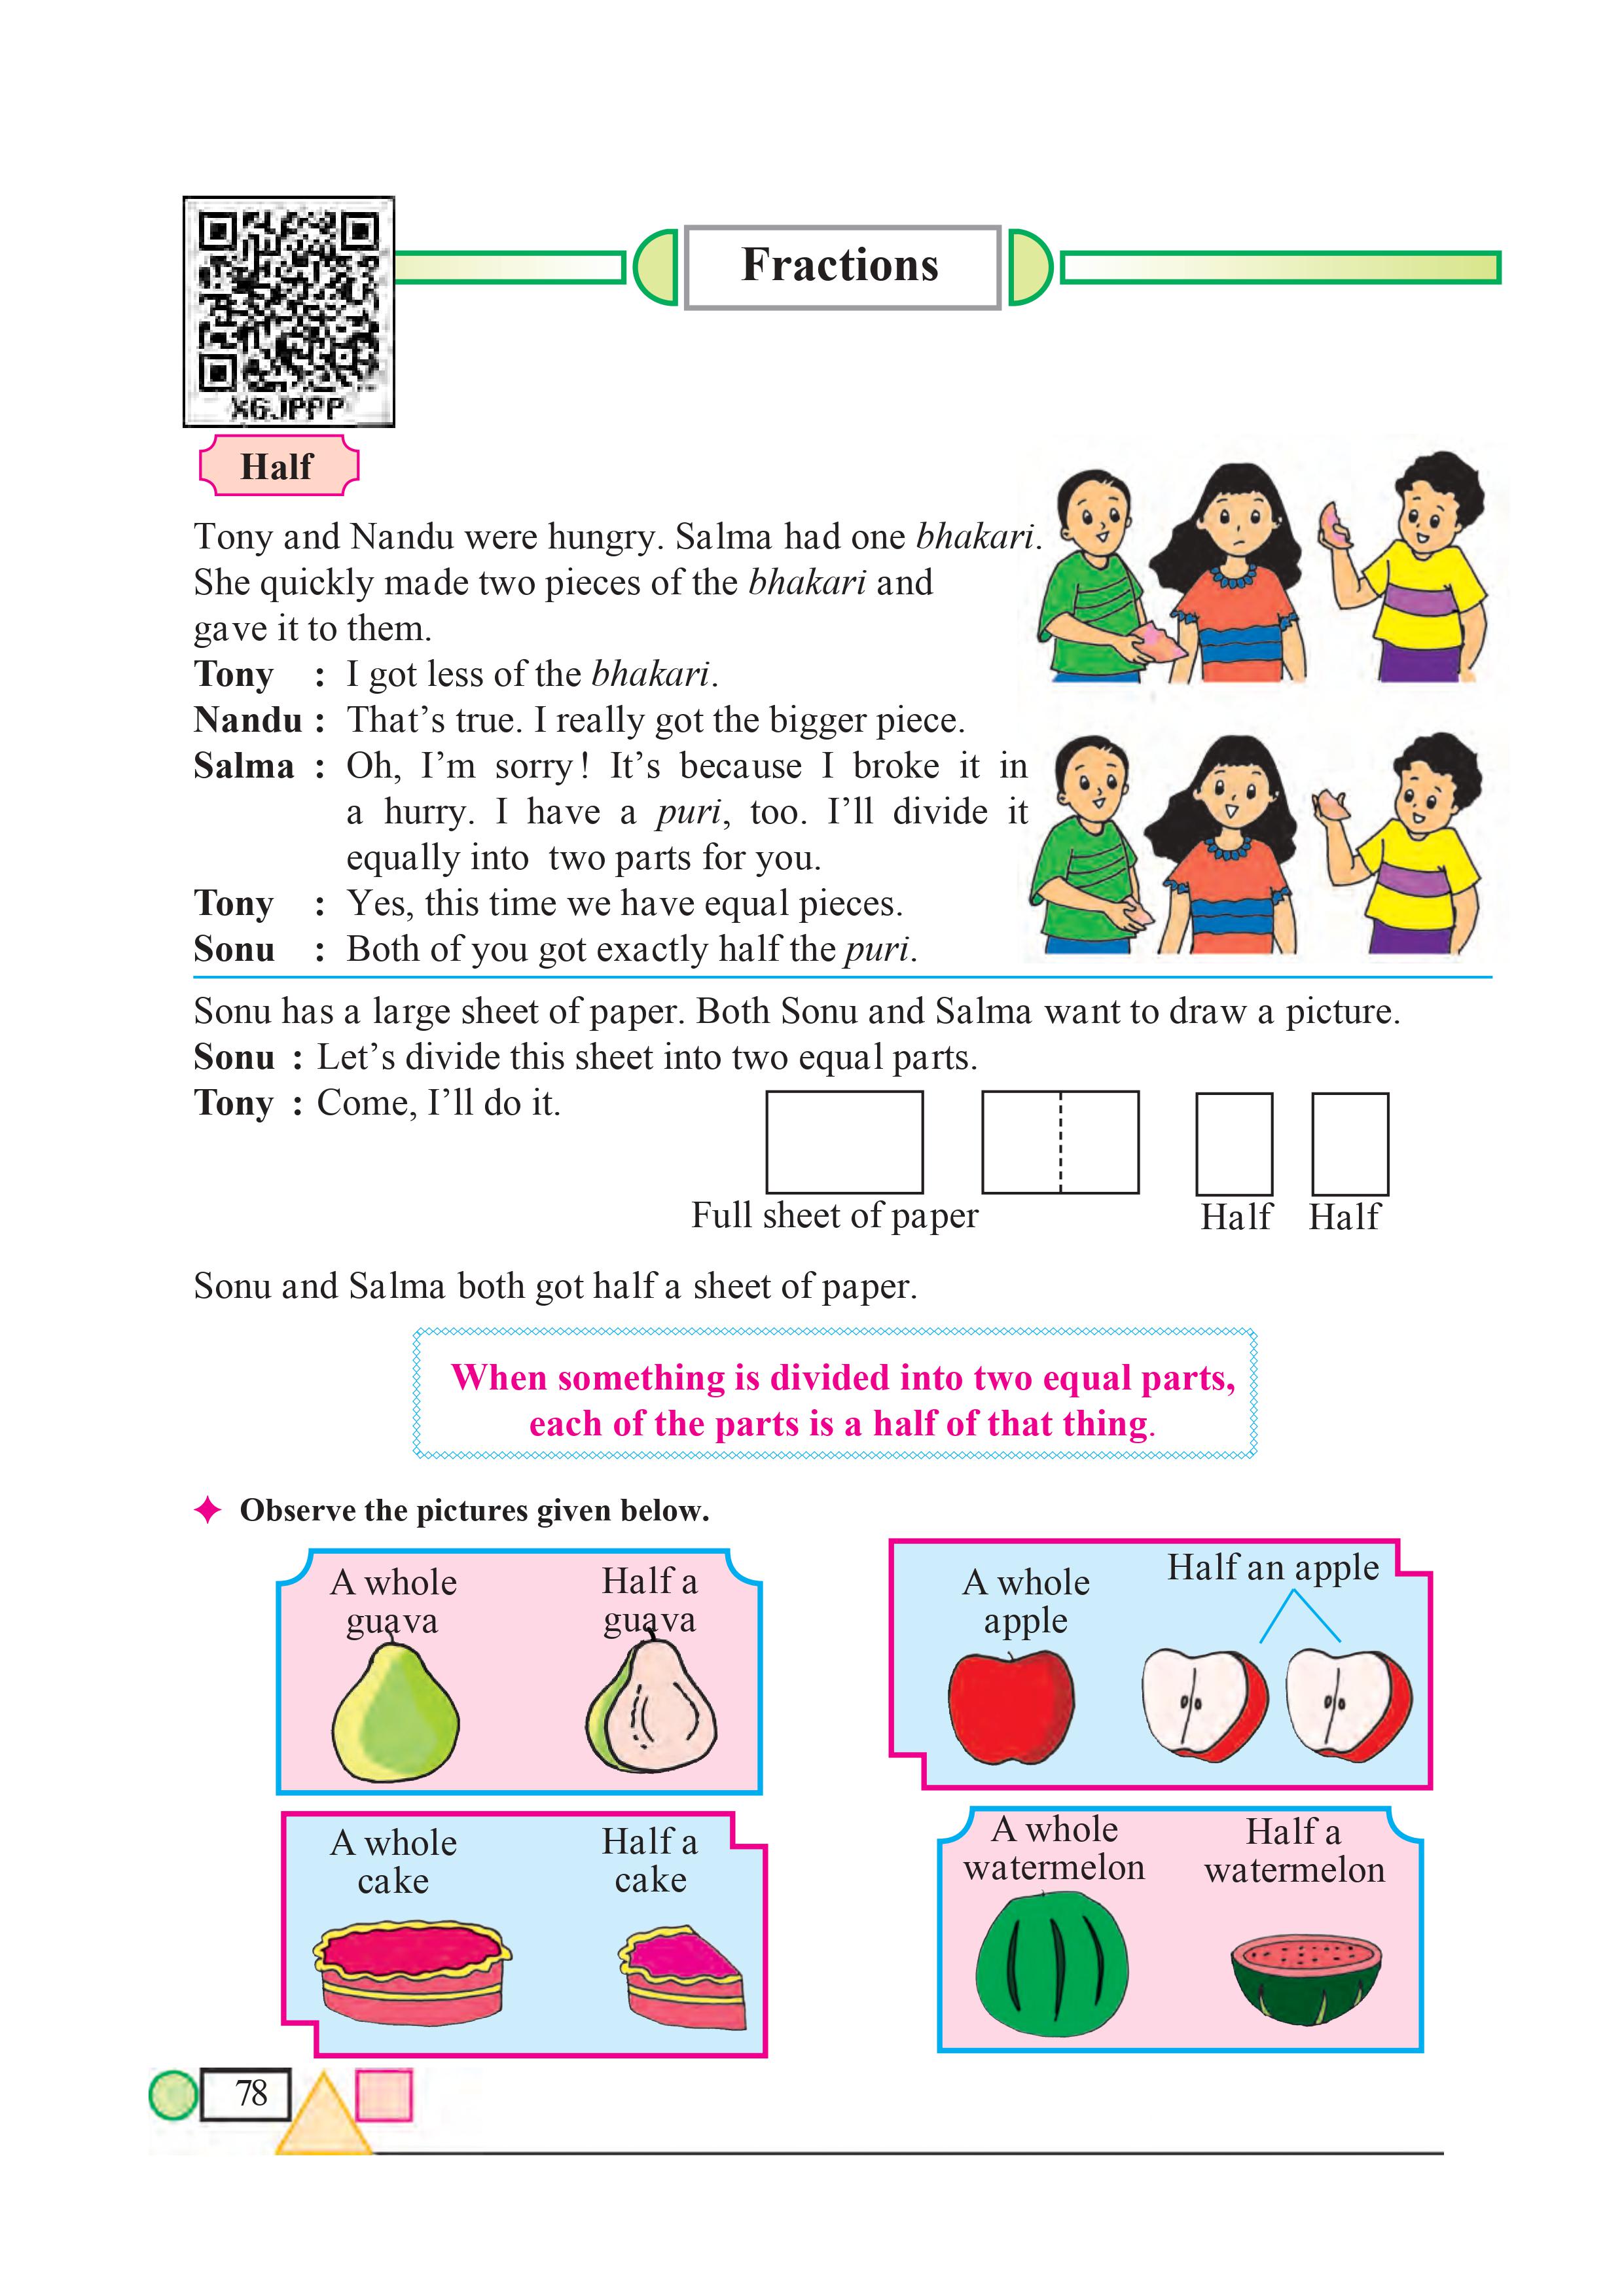 Fractions
X6JPPP
Half
Tony and Nandu were hungry. Salma had one bhakari.
She quickly made two pieces of the bhakari and
gave it to them.
Tony : I got less of the bhakari.
Nandu : That’s true. I really got the bigger piece.
Salma : Oh, I’m sorry! It’s because I broke it in
a hurry. I have a puri, too. I’ll divide it
equally into two parts for you.
Tony : Yes, this time we have equal pieces.
Sonu : Both of you got exactly half the puri.
Sonu has a large sheet of paper. Both Sonu and Salma want to draw a picture.
Sonu : Let’s divide this sheet into two equal parts.
Tony : Come, I’ll do it.
Full sheet of paper
Half Half
Sonu and Salma both got half a sheet of paper.
When something is divided into two equal parts,
each of the parts is a half of that thing.
Observe the pictures given below.
A whole
guava
Half a
guava
A whole
apple
Half an apple
A whole
cake
Half a
cake
A whole
watermelon
Half a
watermelon
78